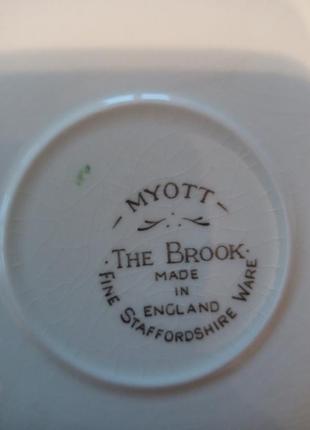 - MYOTT -
· THE BROOK ·
MADE
IN
ENGLAND
FINE STAFFORDSHIRE WARE